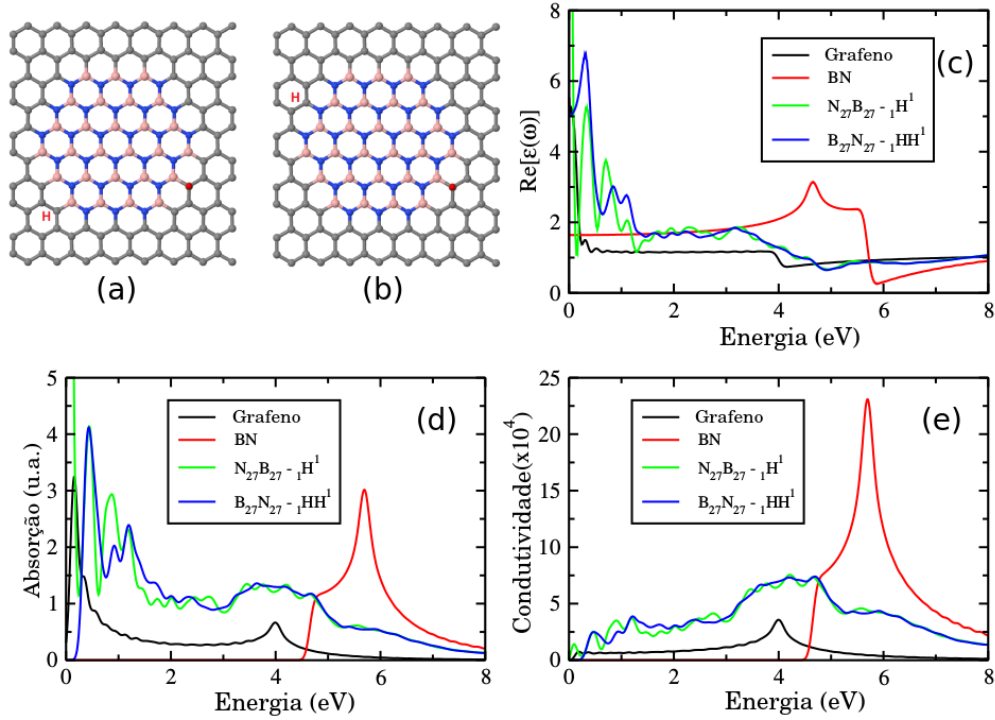 H
(a)
H
(b)
8
6
4
2
0
Re[ε(ω)]
Grafeno
BN
N₂₇B₂₇ - ₁H¹
B₂₇N₂₇ - ₁HH¹
(c)
0 2 4 6 8
Energia (eV)
5
4
3
2
1
0
Absorção (u.a.)
Grafeno
BN
N₂₇B₂₇ - ₁H¹
B₂₇N₂₇ - ₁HH¹
(d)
0 2 4 6 8
Energia (eV)
25
20
15
10
5
0
Condutividade(x10⁴)
Grafeno
BN
N₂₇B₂₇ - ₁H¹
B₂₇N₂₇ - ₁HH¹
(e)
0 2 4 6 8
Energia (eV)